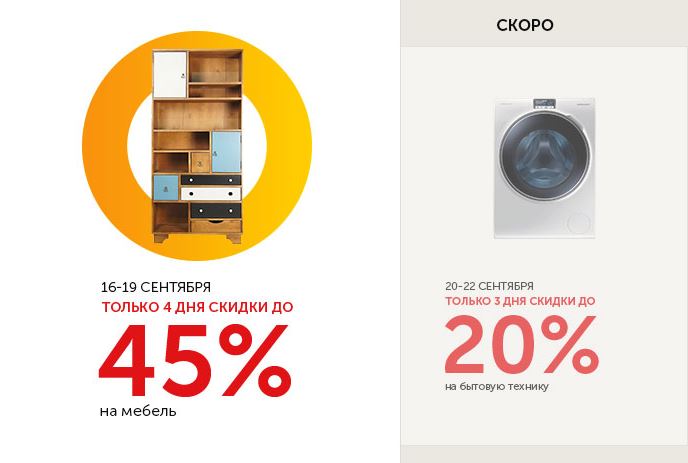 СКОРО
16-19 СЕНТЯБРЯ
ТОЛЬКО 4 ДНЯ СКИДКИ ДО
45%
на мебель
20-22 СЕНТЯБРЯ
ТОЛЬКО 3 ДНЯ СКИДКИ ДО
20%
на бытовую технику